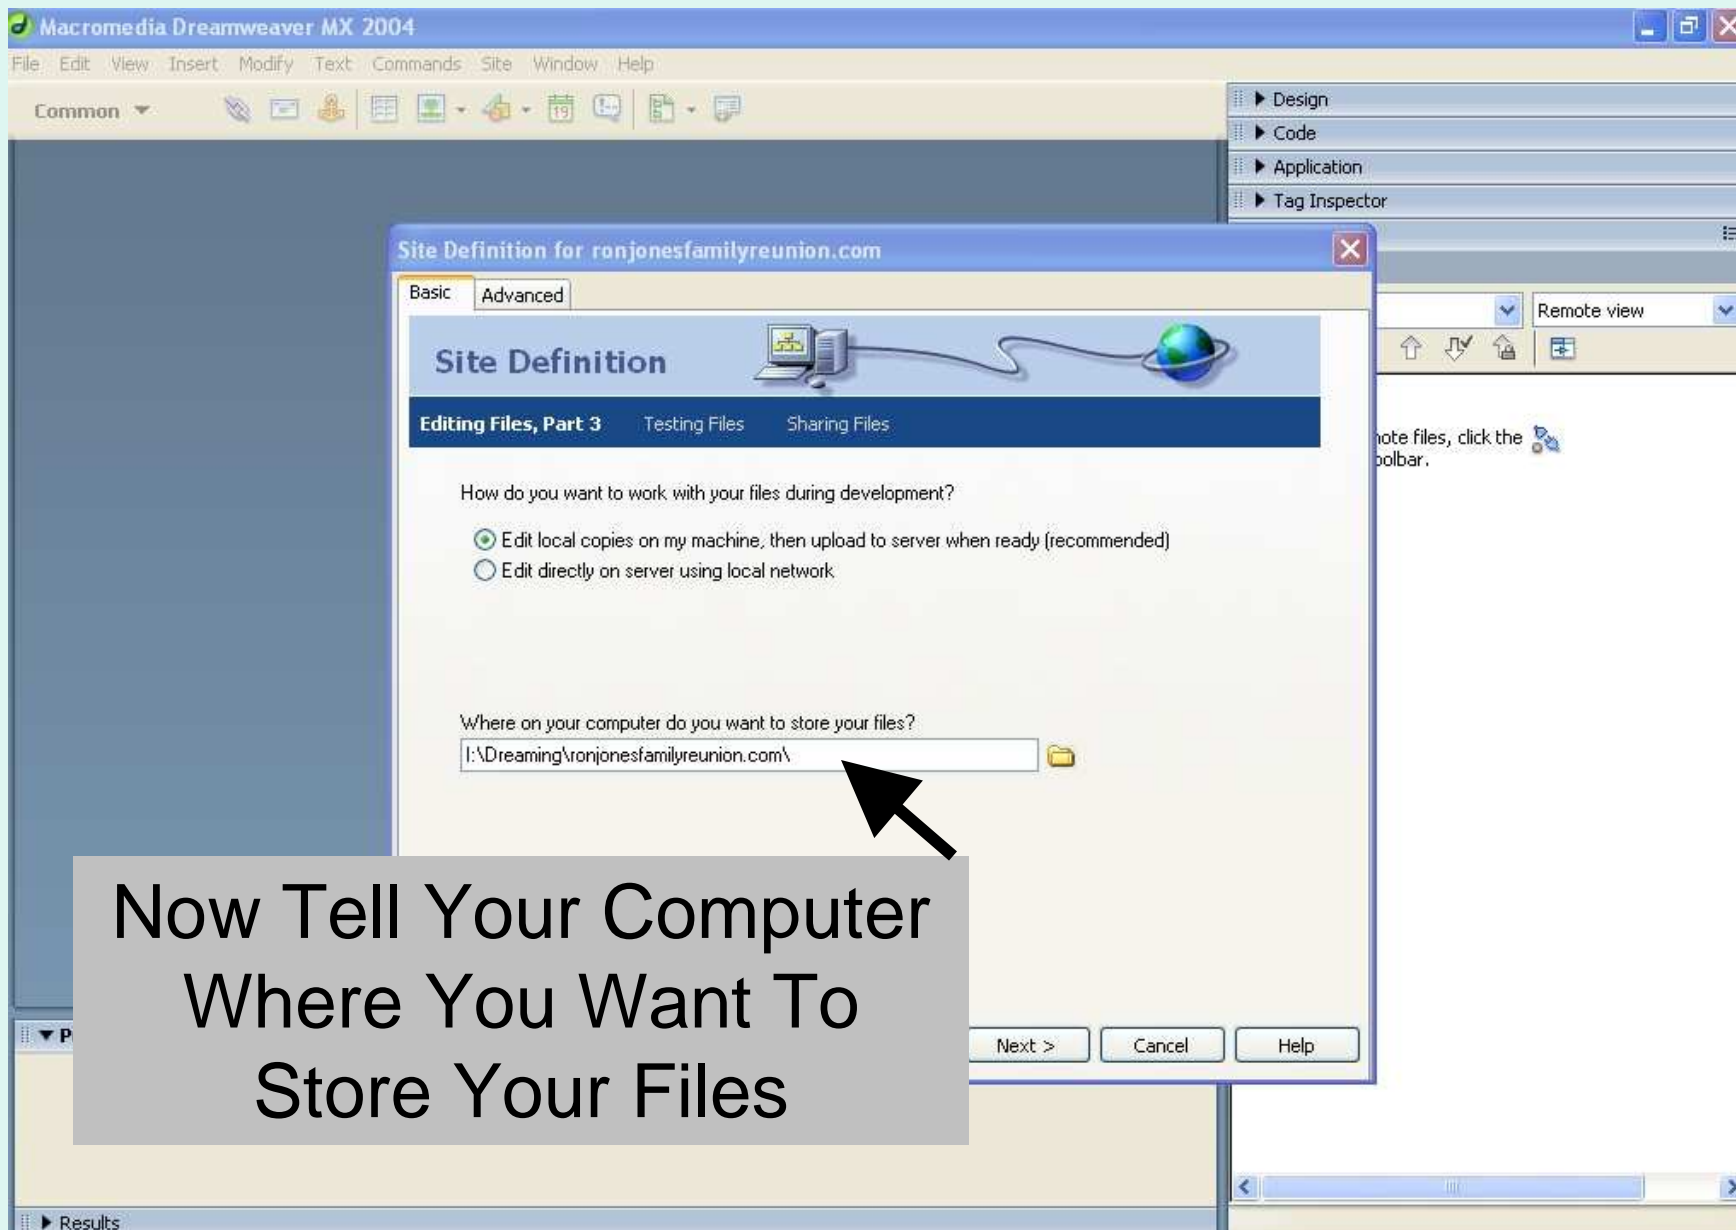 Macromedia Dreamweaver MX 2004
File Edit View Insert Modify Text Commands Site Window Help
Common
19
Design
Code
Application
Tag Inspector
Site Definition for ronjonesfamilyreunion.com
Basic Advanced
Remote view
Site Definition
Editing Files, Part 3 Testing Files Sharing Files
files, click the
How do you want to work with your files during development?
Edit local copies on my machine, then upload to server when ready (recommended)
Edit directly on server using local network
Where on your computer do you want to store your files?
I:\Dreaming\ronjonesfamilyreunion.com\
Now Tell Your Computer
Where You Want To
Store Your Files
Next > Cancel Help
Results